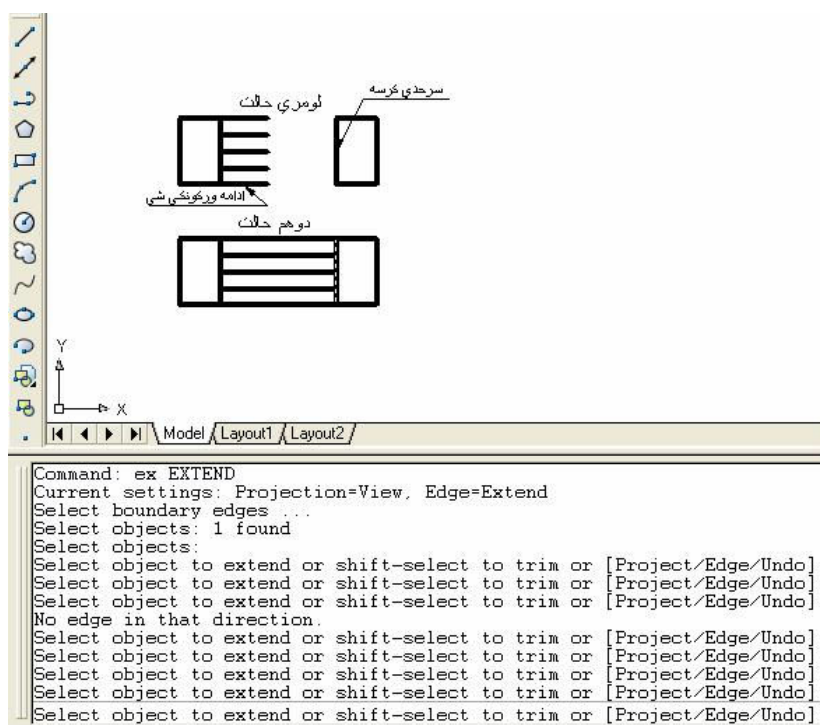 سرحدي کرسه
لومړي حالت
ادامه ورکونکي شي
دوهم حالت
Y
X
Model
Layout1
Layout2
Command: ex EXTEND
Current settings: Projection=View, Edge=Extend
Select boundary edges ...
Select objects: 1 found
Select objects:
Select object to extend or shift-select to trim or [Project/Edge/Undo]
Select object to extend or shift-select to trim or [Project/Edge/Undo]
Select object to extend or shift-select to trim or [Project/Edge/Undo]
No edge in that direction.
Select object to extend or shift-select to trim or [Project/Edge/Undo]
Select object to extend or shift-select to trim or [Project/Edge/Undo]
Select object to extend or shift-select to trim or [Project/Edge/Undo]
Select object to extend or shift-select to trim or [Project/Edge/Undo]
Select object to extend or shift-select to trim or [Project/Edge/Undo]